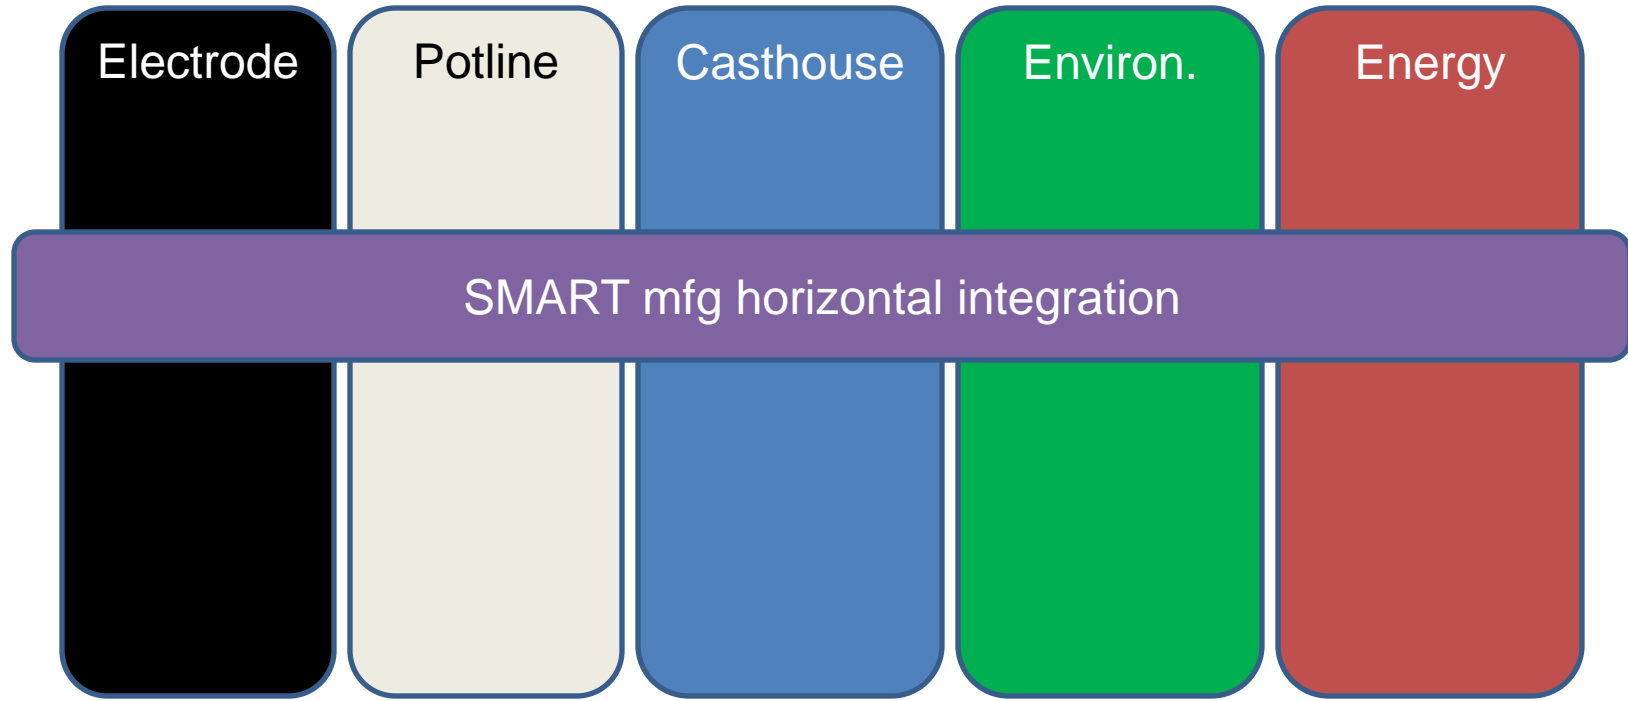 Electrode
Potline
Casthouse
Environ.
Energy
SMART mfg horizontal integration